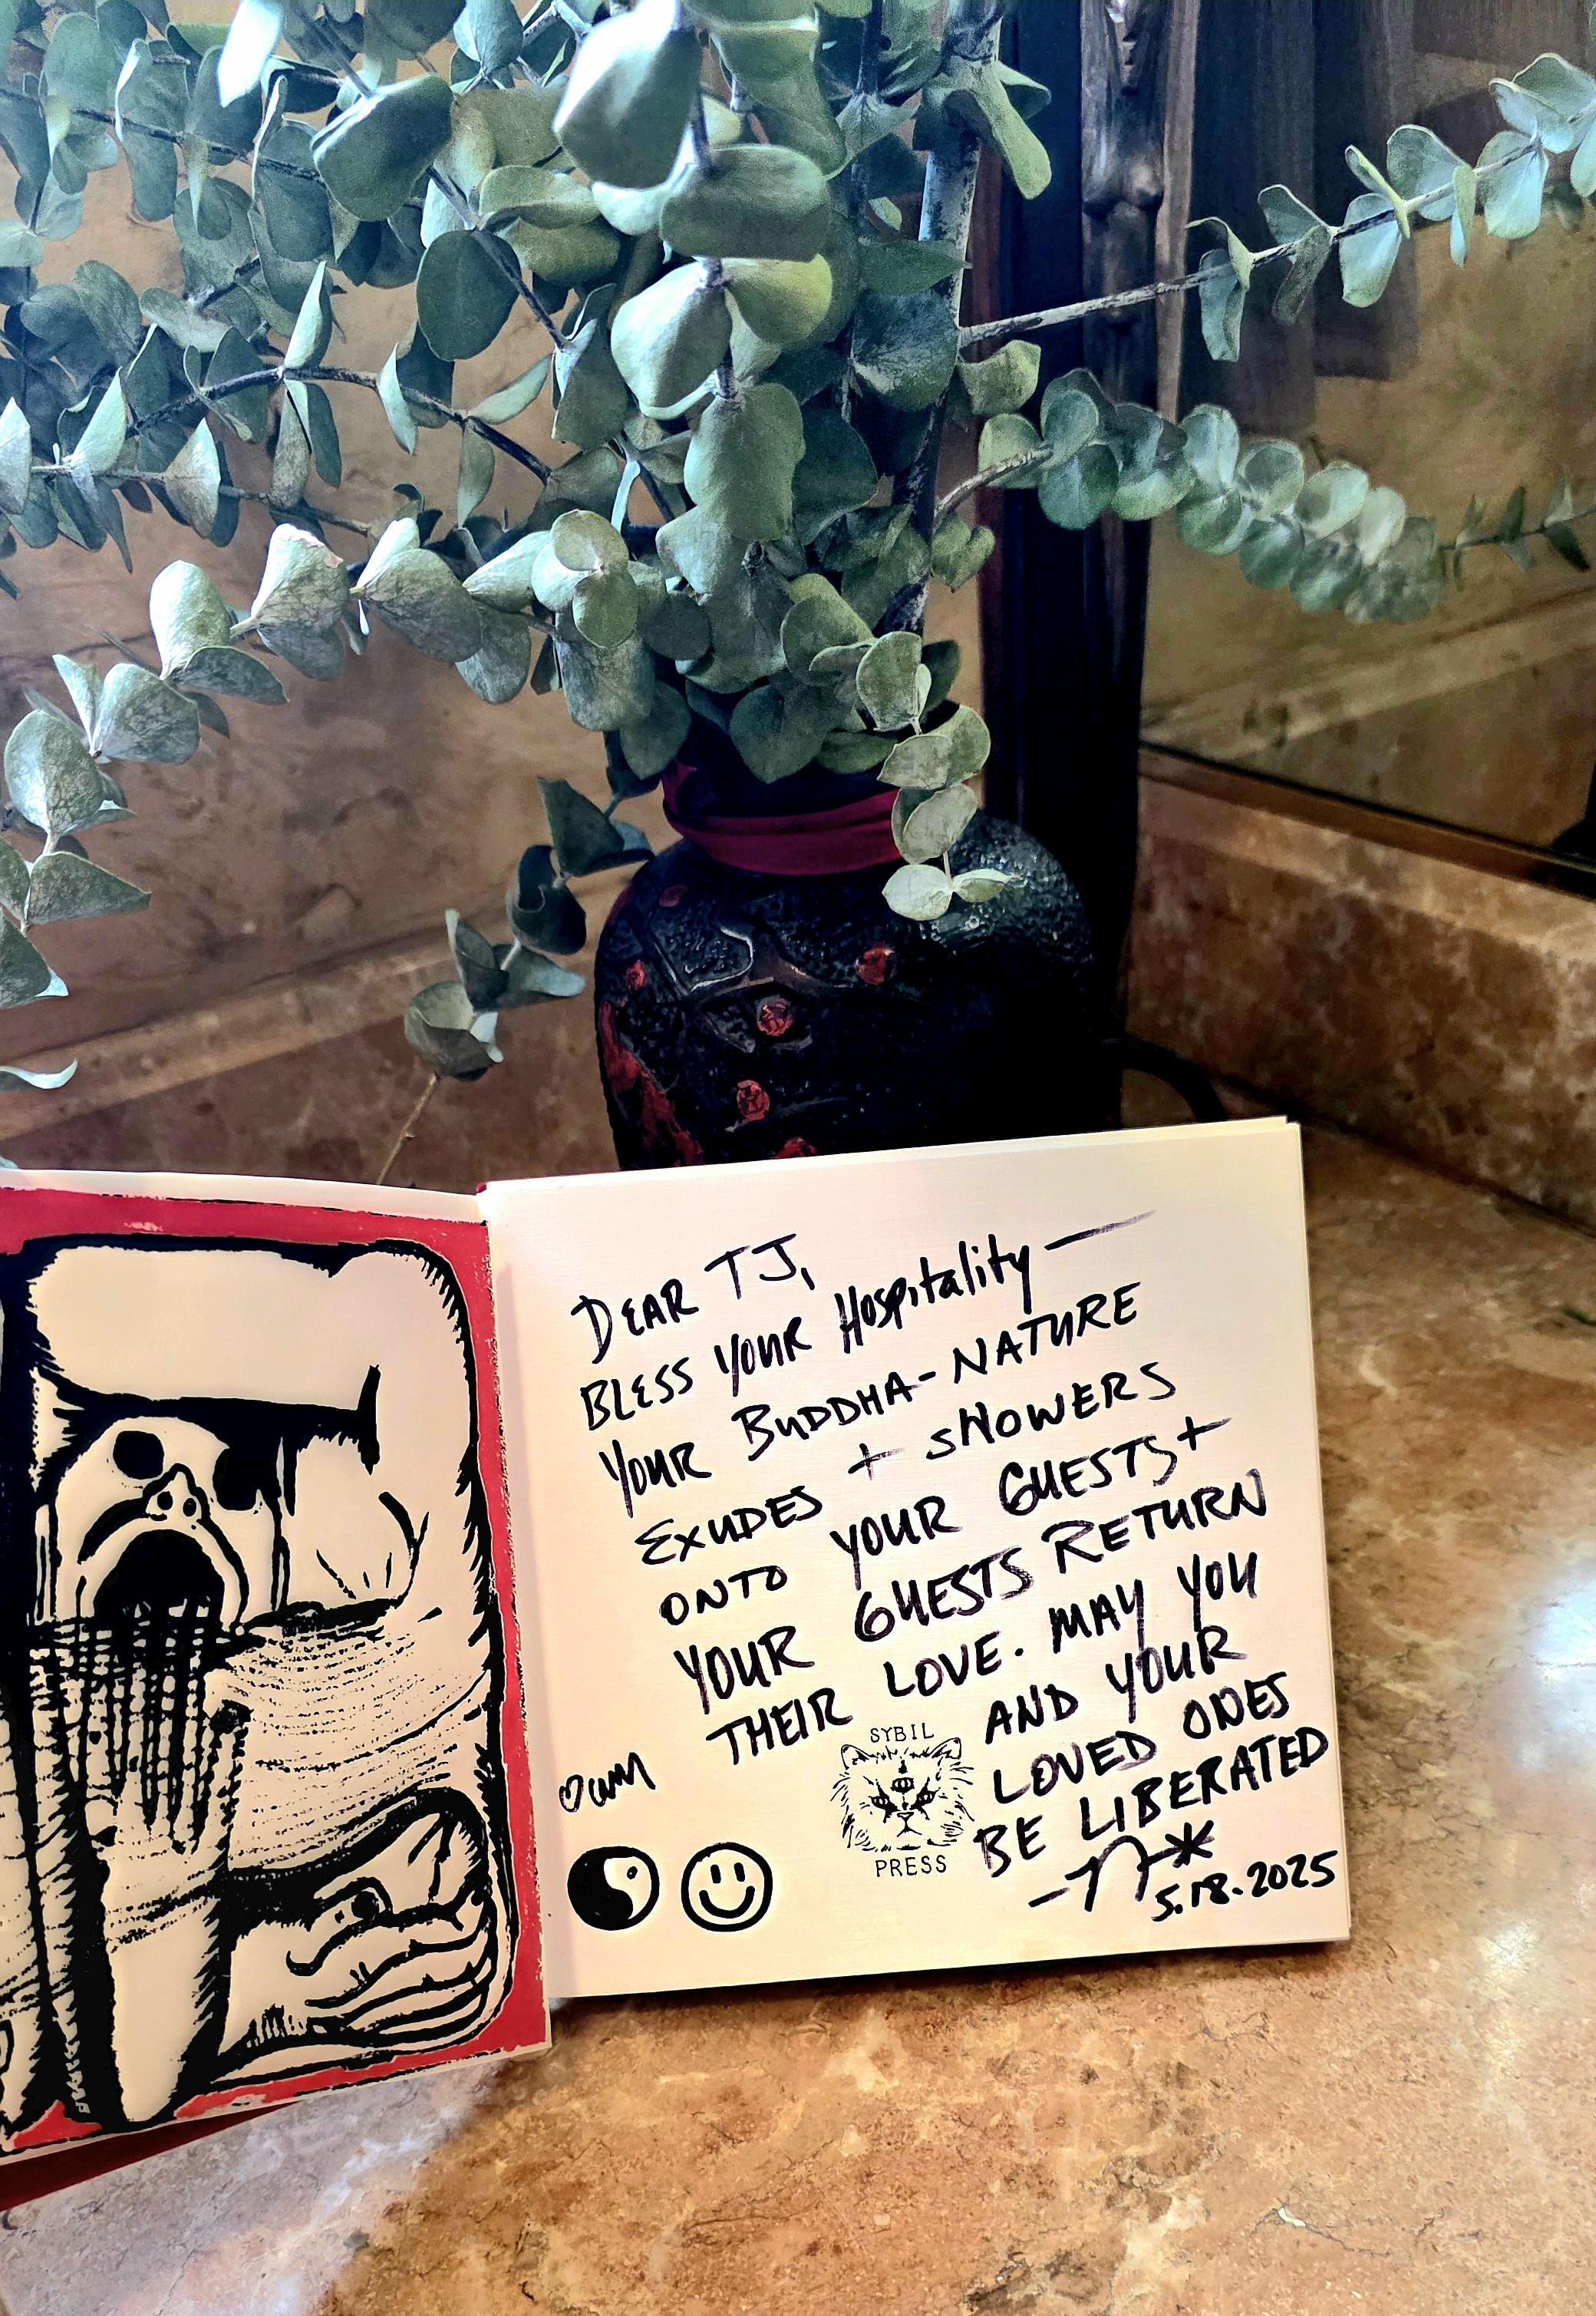 DEAR TJ,
BLESS YOUR Hospitality—
YOUR BUDDHA-NATURE
EXUDES + SHOWERS
ONTO YOUR GUESTS +
YOUR GUESTS RETURN
THEIR LOVE. MAY YOU
AND YOUR
LOVED ONES
BE LIBERATED
5.18.2025
SYBIL
PRESS